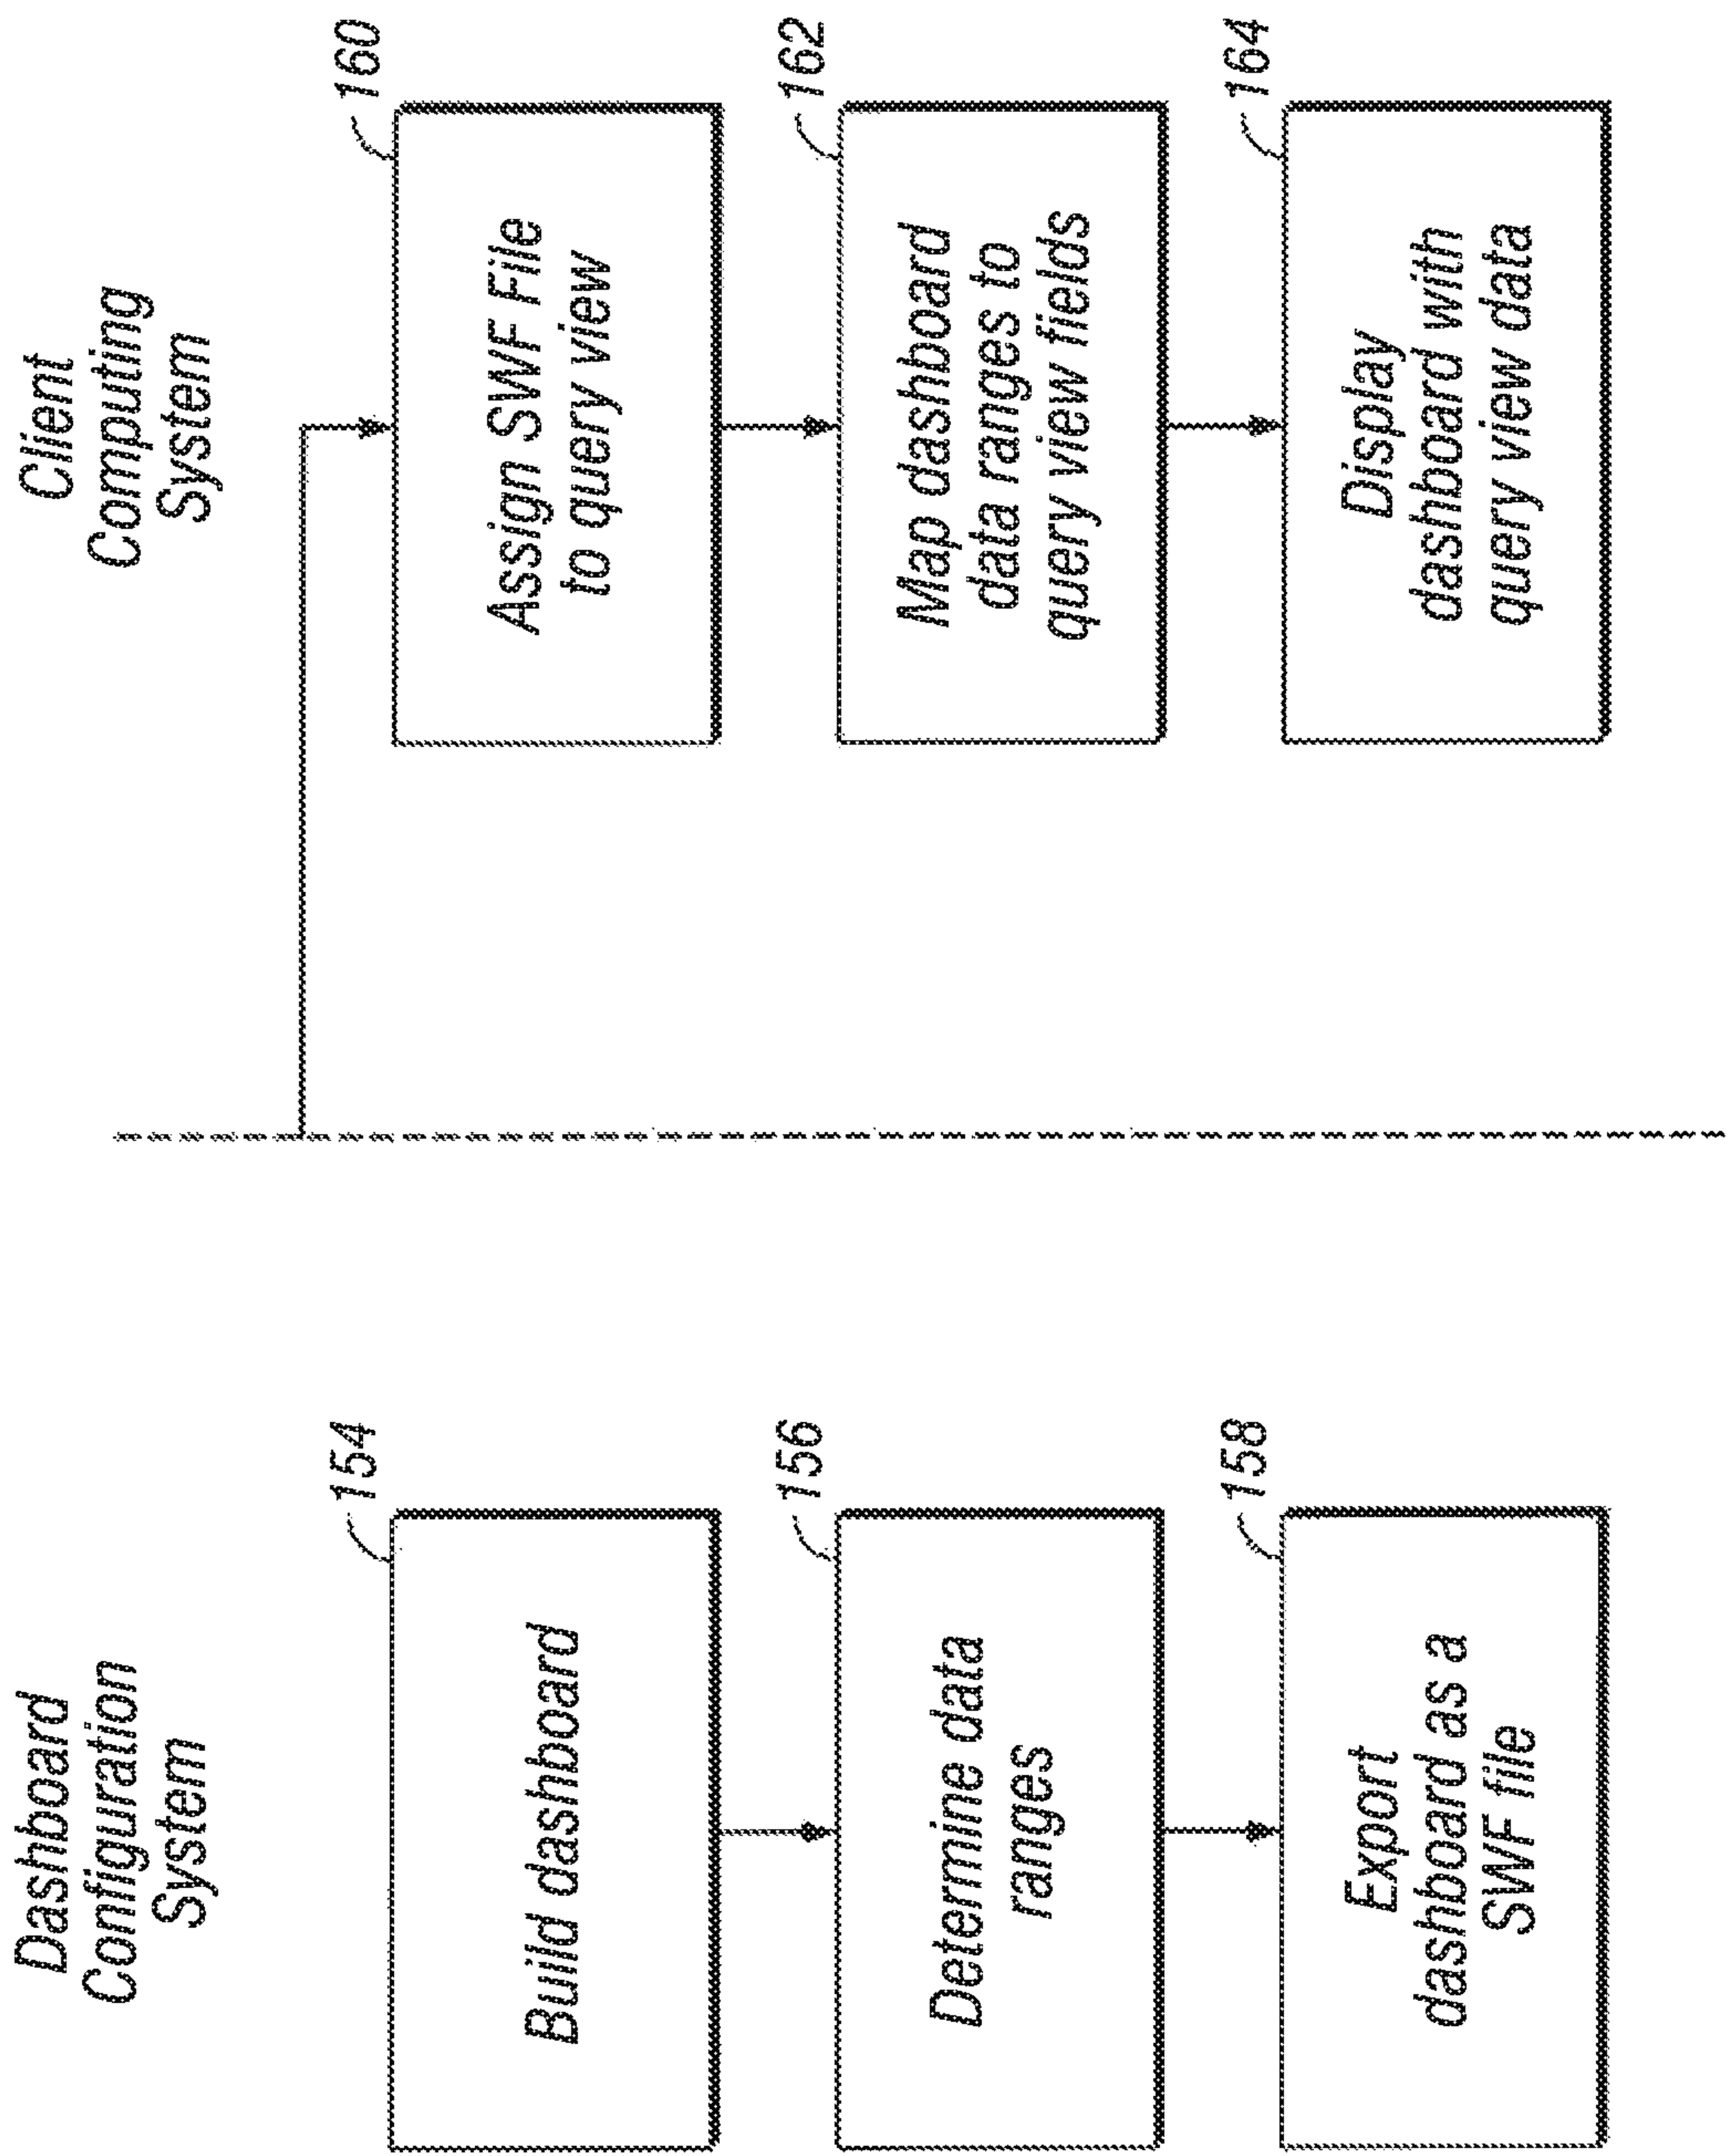 Dashboard
Configuration
System
154
Build dashboard
156
Determine data
ranges
158
Export
dashboard as a
SWF file
Client
Computing
System
160
Assign SWF File
to query view
162
Map dashboard
data ranges to
query view fields
164
Display
dashboard with
query view data